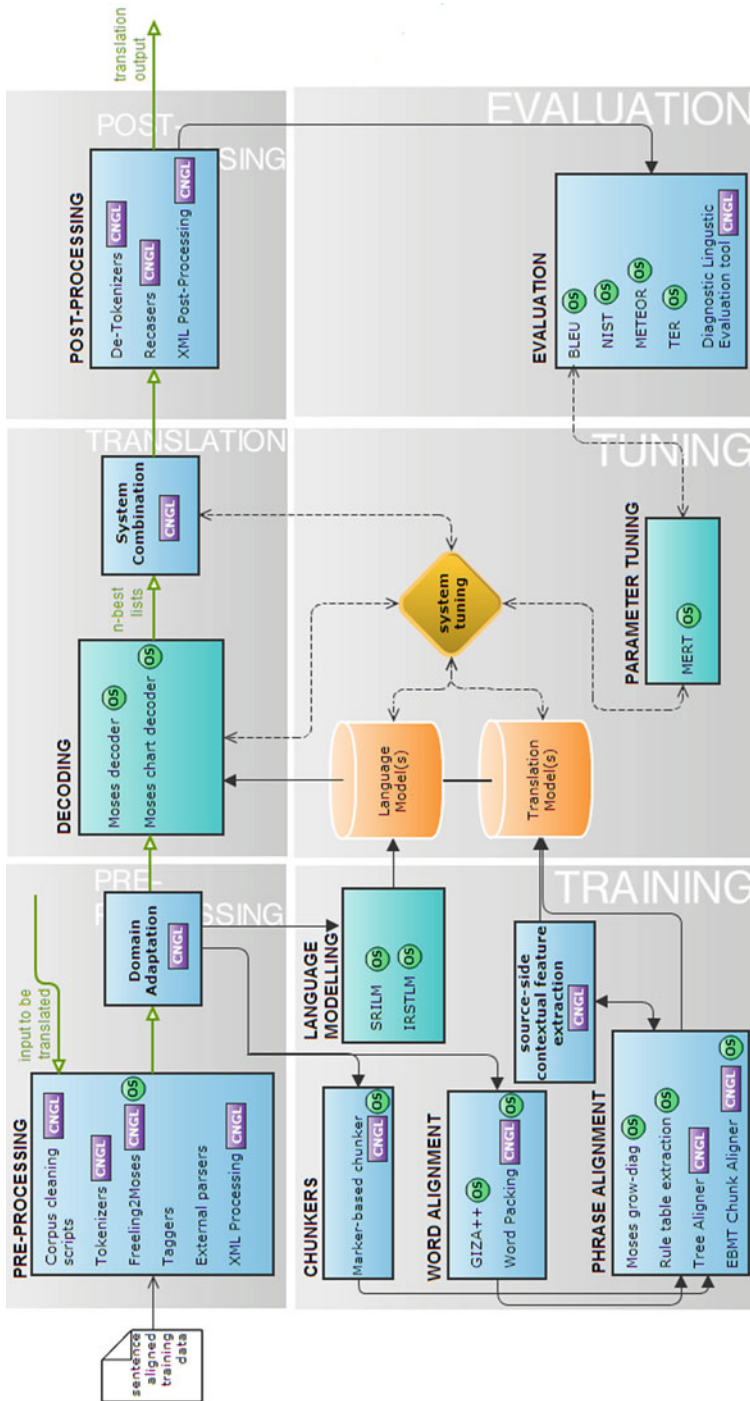 sentence
aligned
training
data
PRE-PROCESSING
Corpus cleaning
scripts CNGL
Tokenizers CNGL
Freeling2Moses CNGL OS
Taggers
External parsers
XML Processing CNGL
input to be
translated
Domain
Adaptation
CNGL
PRE-
P SSING
DECODING
Moses decoder OS
Moses chart decoder OS
n-best
lists
System
Combination
CNGL
TRANSLATION
POST-PROCESSING
De-Tokenizers CNGL
Recasers CNGL
XML Post-Processing CNGL
POST-
SSING
translation
output
CHUNKERS
Marker-based chunker
CNGL OS
WORD ALIGNMENT
GIZA++ OS
Word Packing CNGL OS
PHRASE ALIGNMENT
Moses grow-diag OS
Rule table extraction OS
Tree Aligner CNGL
EBMT Chunk Aligner CNGL OS
LANGUAGE
MODELLING
SRILM OS
IRSTLM OS
source-side
contextual feature
extraction
CNGL
TRAINING
Language
Model(s)
Translation
Model(s)
system
tuning
PARAMETER TUNING
MERT OS
TUNING
EVALUATION
BLEU OS
NIST OS
METEOR OS
TER OS
Diagnostic Lingustic
Evaluation tool CNGL
EVALUATION